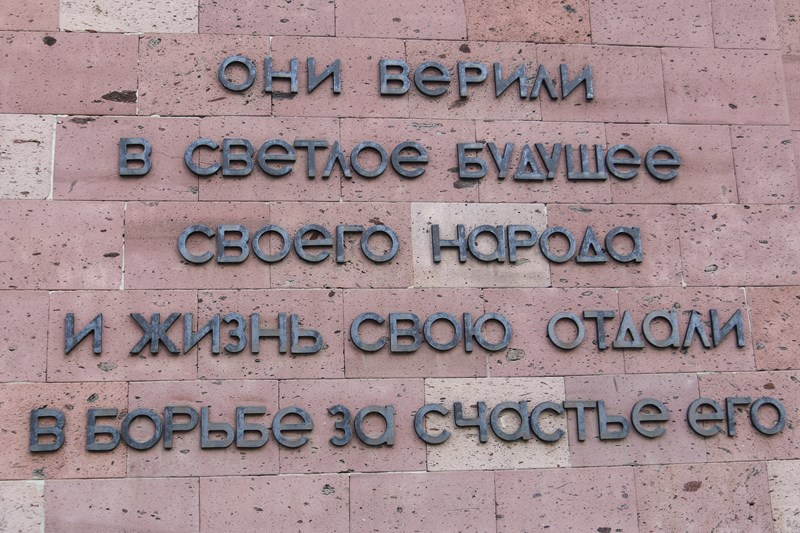 они верили
в светлое будущее
своего народа
и жизнь свою отдали
в борьбе за счастье его